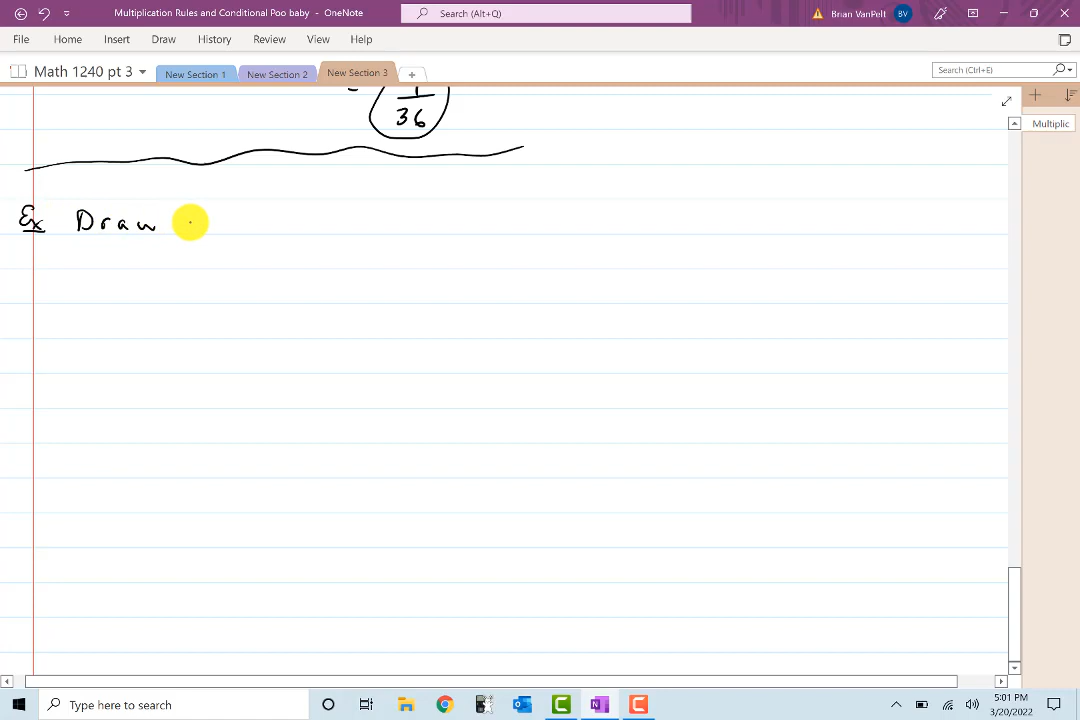 Multiplication Rules and Conditional Poo baby - OneNote
Search (Alt+Q)
Brian VanPelt
BV
File Home Insert Draw History Review View Help
Math 1240 pt 3
New Section 1
New Section 2
New Section 3
Search (Ctrl+E)
Multiplic
1
36
Ex Draw
Type here to search
5:01 PM
3/20/2022